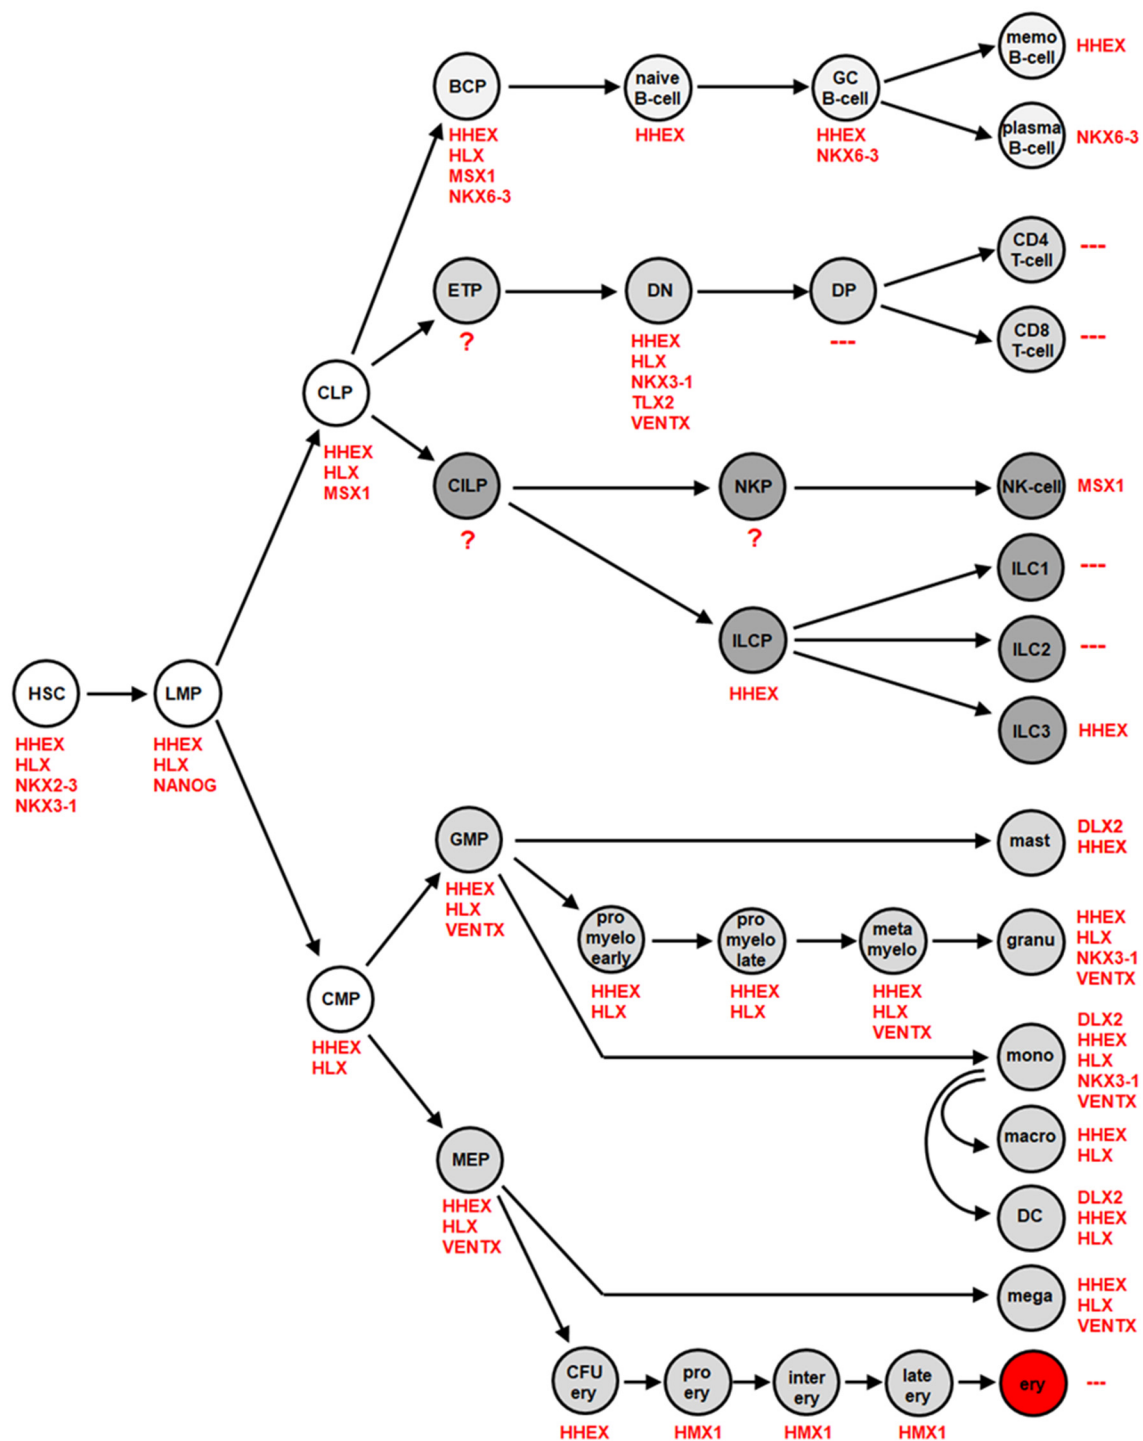 memo
B-cell
HHEX
BCP
HHEX
HLX
MSX1
NKX6-3
naive
B-cell
HHEX
GC
B-cell
HHEX
NKX6-3
plasma
B-cell
NKX6-3
CD4
T-cell
---
ETP
?
DN
HHEX
HLX
NKX3-1
TLX2
VENTX
DP
---
CD8
T-cell
---
CLP
HHEX
HLX
MSX1
CILP
?
NKP
?
NK-cell
MSX1
ILC1
---
ILCP
HHEX
ILC2
---
ILC3
HHEX
HSC
HHEX
HLX
NKX2-3
NKX3-1
LMP
HHEX
HLX
NANOG
GMP
HHEX
HLX
VENTX
mast
DLX2
HHEX
pro
myelo
early
HHEX
HLX
pro
myelo
late
HHEX
HLX
meta
myelo
HHEX
HLX
VENTX
granu
HHEX
HLX
NKX3-1
VENTX
CMP
HHEX
HLX
mono
DLX2
HHEX
HLX
NKX3-1
VENTX
macro
HHEX
HLX
MEP
HHEX
HLX
VENTX
DC
DLX2
HHEX
HLX
mega
HHEX
HLX
VENTX
CFU
ery
HHEX
pro
ery
HMX1
inter
ery
HMX1
late
ery
HMX1
ery
---